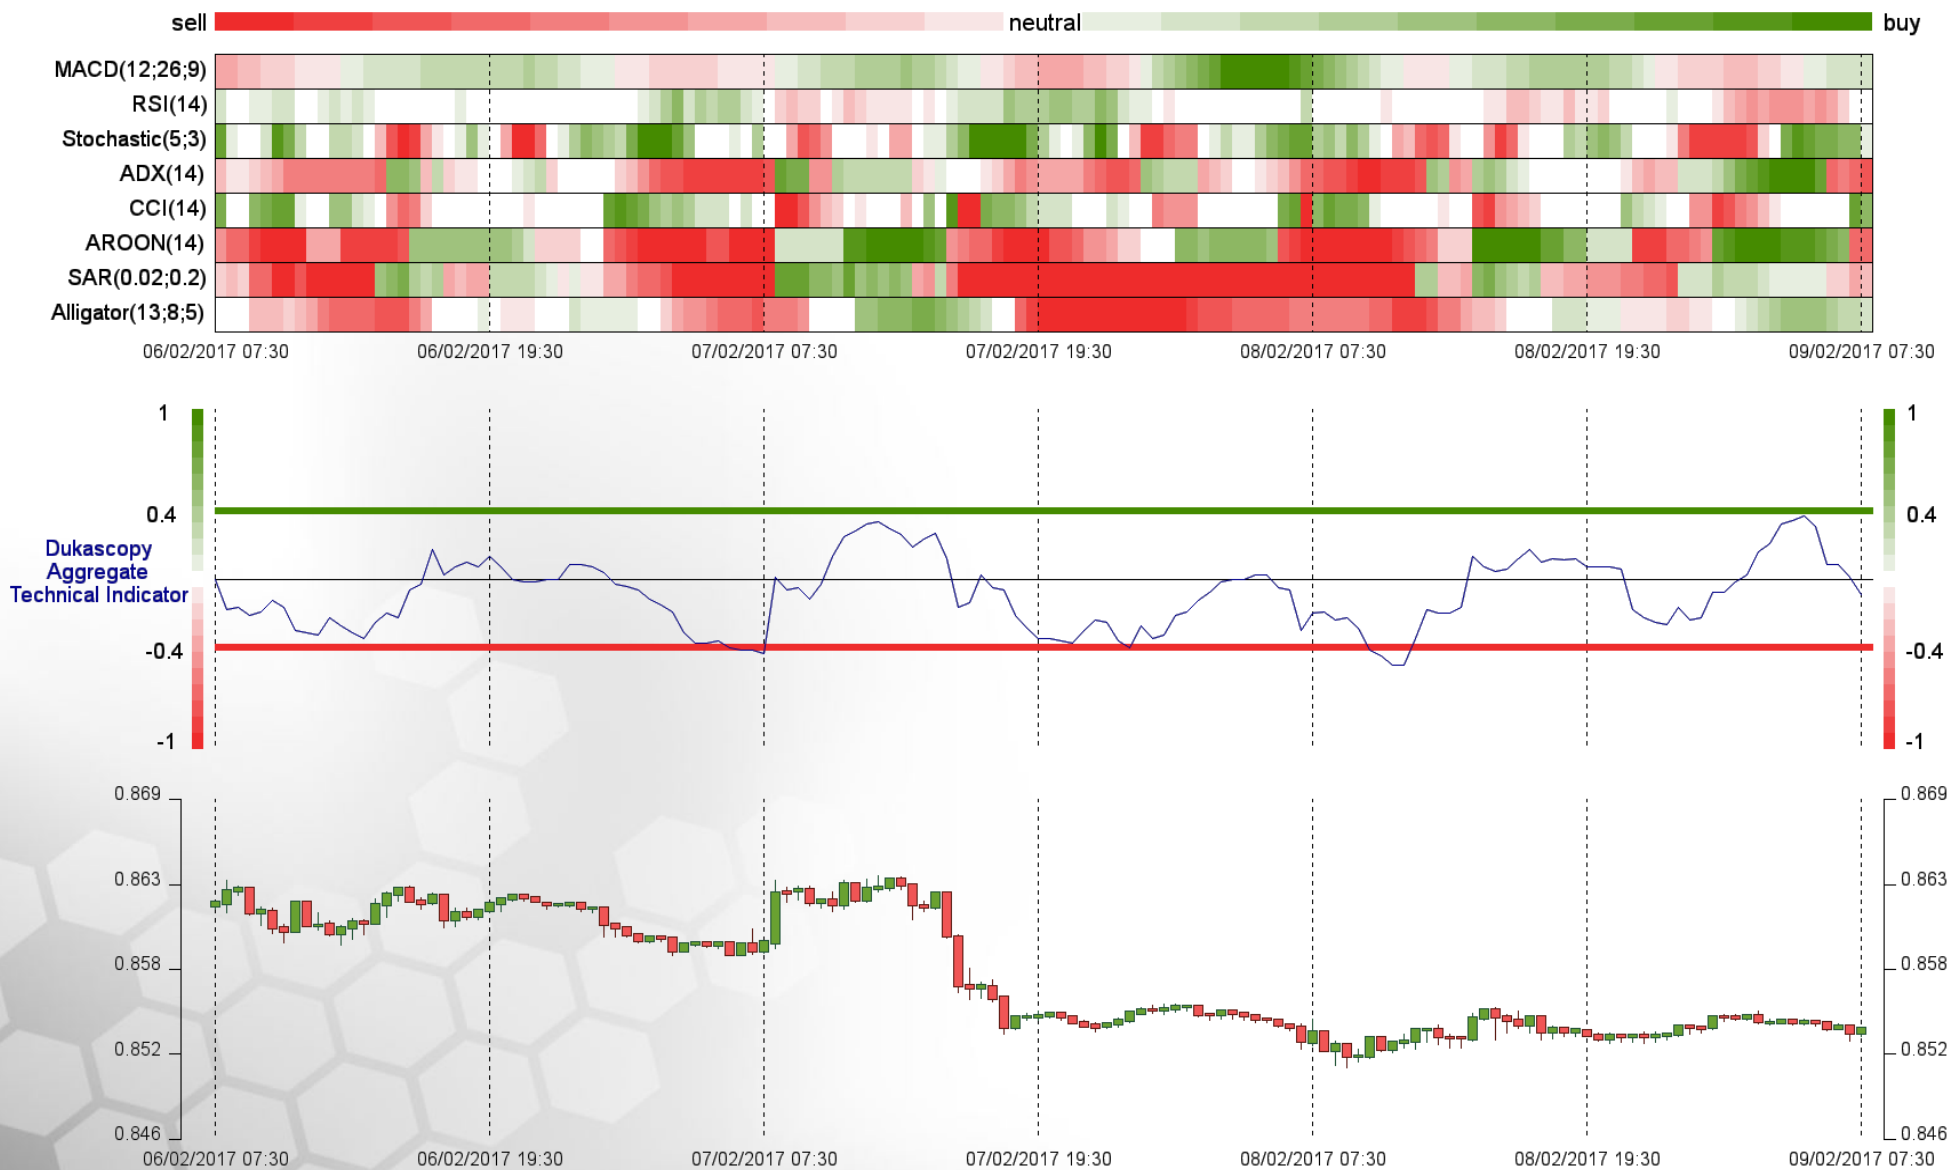 sell neutral buy
MACD(12;26;9)
RSI(14)
Stochastic(5;3)
ADX(14)
CCI(14)
AROON(14)
SAR(0.02;0.2)
Alligator(13;8;5)
06/02/2017 07:30 06/02/2017 19:30 07/02/2017 07:30 07/02/2017 19:30 08/02/2017 07:30 08/02/2017 19:30 09/02/2017 07:30
1 1
0.4 0.4
Dukascopy
Aggregate
Technical Indicator
-0.4 -0.4
-1 -1
0.869 0.869
0.863 0.863
0.858 0.858
0.852 0.852
0.846 0.846
06/02/2017 07:30 06/02/2017 19:30 07/02/2017 07:30 07/02/2017 19:30 08/02/2017 07:30 08/02/2017 19:30 09/02/2017 07:30